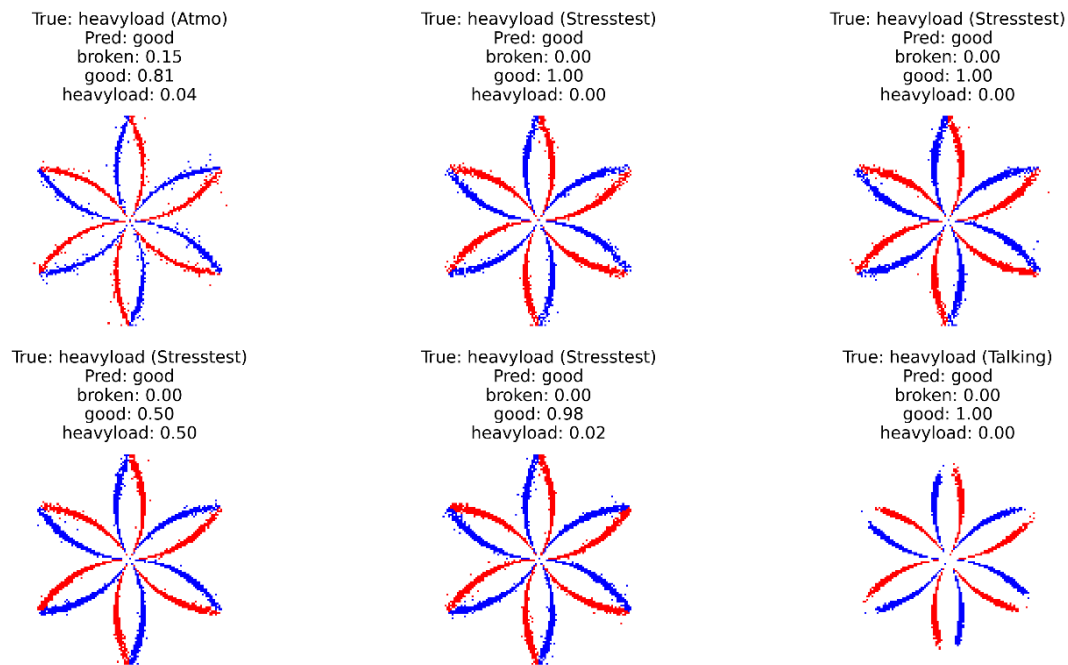 True: heavyload (Atmo)
Pred: good
broken: 0.15
good: 0.81
heavyload: 0.04
True: heavyload (Stresstest)
Pred: good
broken: 0.00
good: 1.00
heavyload: 0.00
True: heavyload (Stresstest)
Pred: good
broken: 0.00
good: 1.00
heavyload: 0.00
True: heavyload (Stresstest)
Pred: good
broken: 0.00
good: 0.50
heavyload: 0.50
True: heavyload (Stresstest)
Pred: good
broken: 0.00
good: 0.98
heavyload: 0.02
True: heavyload (Talking)
Pred: good
broken: 0.00
good: 1.00
heavyload: 0.00